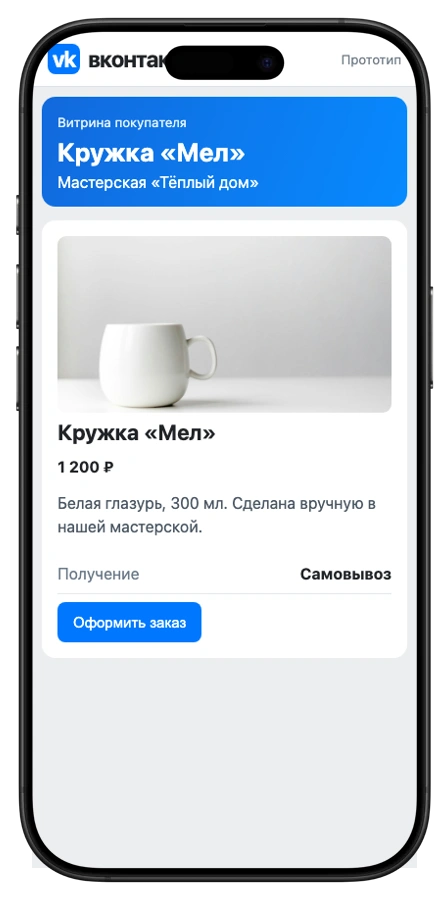 vk вконтак
Прототип
Витрина покупателя
Кружка «Мел»
Мастерская «Тёплый дом»
Кружка «Мел»
1 200 ₽
Белая глазурь, 300 мл. Сделана вручную в
нашей мастерской.
Получение
Самовывоз
Оформить заказ